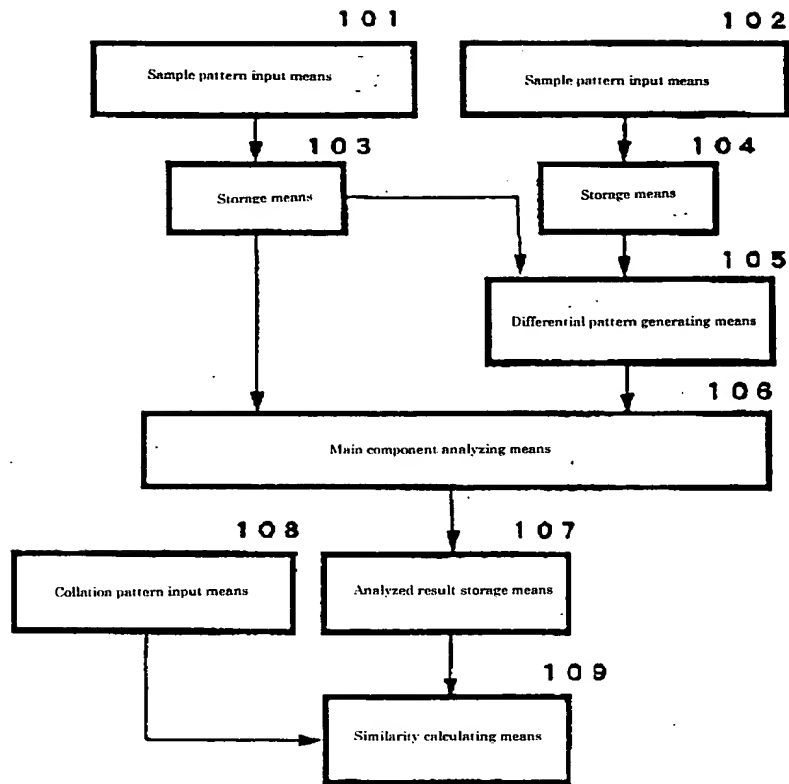 101
102
Sample pattern input means
Sample pattern input means
103
104
Storage means
Storage means
105
Differential pattern generating means
106
Main component analyzing means
108
107
Collation pattern input means
Analyzed result storage means
109
Similarity calculating means